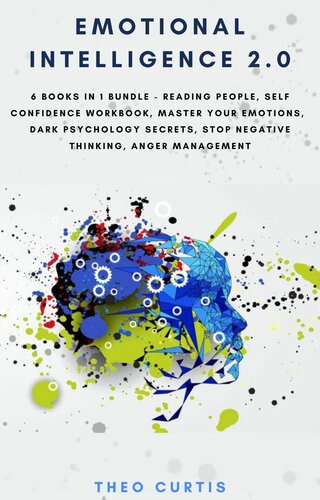 EMOTIONAL
INTELLIGENCE 2.0
6 BOOKS IN 1 BUNDLE - READING PEOPLE, SELF
CONFIDENCE WORKBOOK, MASTER YOUR EMOTIONS,
DARK PSYCHOLOGY SECRETS, STOP NEGATIVE
THINKING, ANGER MANAGEMENT
THEO CURTIS